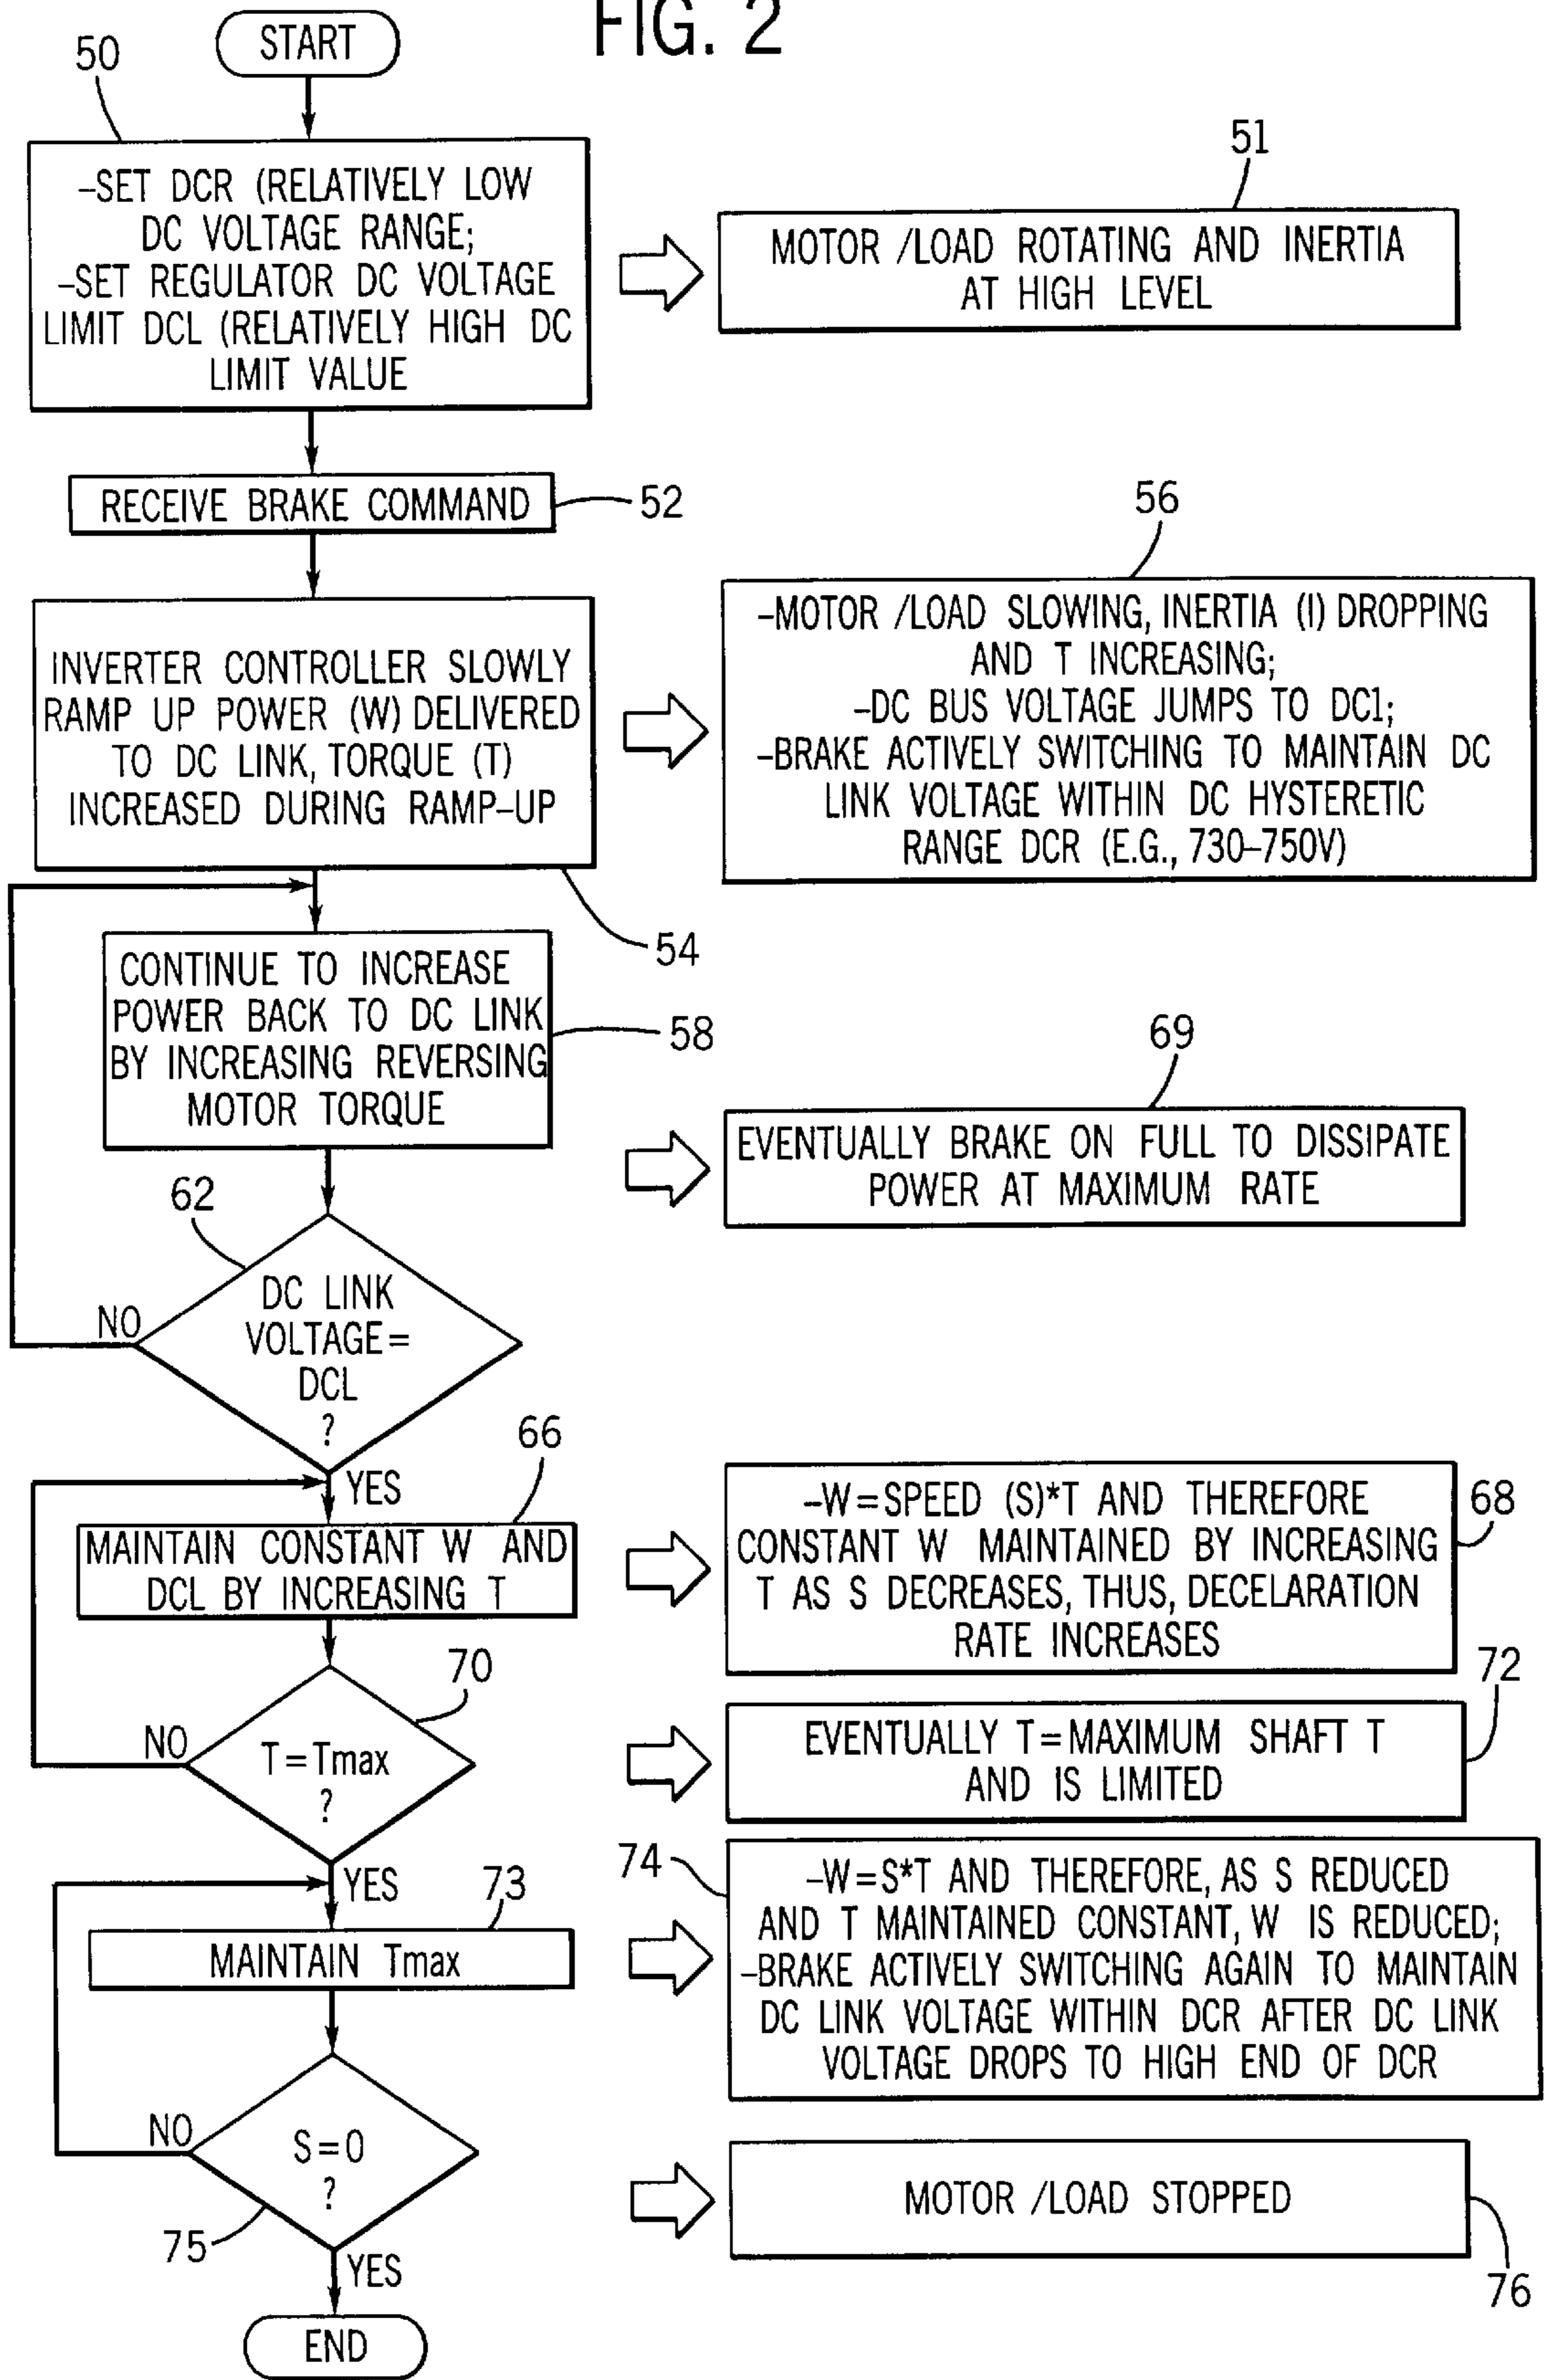 FIG. 2
START
50
-SET DCR (RELATIVELY LOW
DC VOLTAGE RANGE;
-SET REGULATOR DC VOLTAGE
LIMIT DCL (RELATIVELY HIGH DC
LIMIT VALUE
51
MOTOR /LOAD ROTATING AND INERTIA
AT HIGH LEVEL
RECEIVE BRAKE COMMAND
52
INVERTER CONTROLLER SLOWLY
RAMP UP POWER (W) DELIVERED
TO DC LINK, TORQUE (T)
INCREASED DURING RAMP-UP
54
56
-MOTOR /LOAD SLOWING, INERTIA (I) DROPPING
AND T INCREASING;
-DC BUS VOLTAGE JUMPS TO DC1;
-BRAKE ACTIVELY SWITCHING TO MAINTAIN DC
LINK VOLTAGE WITHIN DC HYSTERETIC
RANGE DCR (E.G., 730-750V)
CONTINUE TO INCREASE
POWER BACK TO DC LINK
BY INCREASING REVERSING
MOTOR TORQUE
58
69
EVENTUALLY BRAKE ON FULL TO DISSIPATE
POWER AT MAXIMUM RATE
62
DC LINK
VOLTAGE=
DCL
?
NO
YES
66
MAINTAIN CONSTANT W AND
DCL BY INCREASING T
-W=SPEED (S)*T AND THEREFORE
CONSTANT W MAINTAINED BY INCREASING
T AS S DECREASES, THUS, DECELARATION
RATE INCREASES
68
70
T=Tmax
?
NO
YES
72
EVENTUALLY T=MAXIMUM SHAFT T
AND IS LIMITED
73
MAINTAIN Tmax
74
-W=S*T AND THEREFORE, AS S REDUCED
AND T MAINTAINED CONSTANT, W IS REDUCED;
-BRAKE ACTIVELY SWITCHING AGAIN TO MAINTAIN
DC LINK VOLTAGE WITHIN DCR AFTER DC LINK
VOLTAGE DROPS TO HIGH END OF DCR
S=0
?
NO
75
YES
MOTOR /LOAD STOPPED
76
END